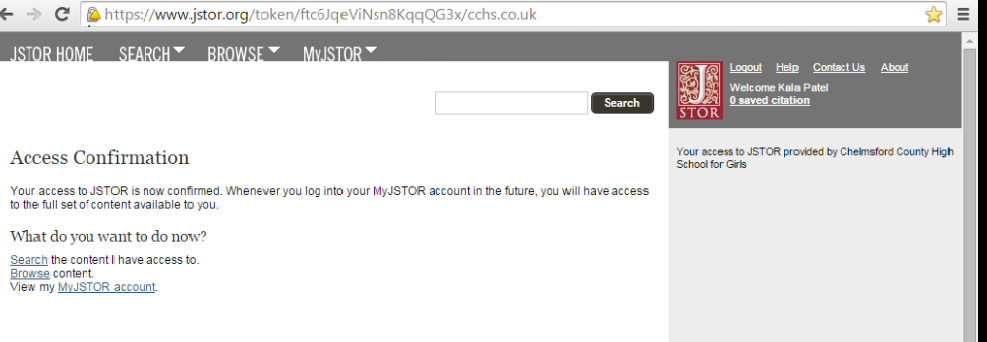 https://www.jstor.org/token/ftc6JqeViNsn8KqqQG3x/cchs.co.uk
JSTOR HOME SEARCH BROWSE MyJSTOR
J
STOR
Logout Help Contact Us About
Welcome Kala Patel
0 saved citation
Search
Your access to JSTOR provided by Chelmsford County High
School for Girls
Access Confirmation
Your access to JSTOR is now confirmed. Whenever you log into your MyJSTOR account in the future, you will have access
to the full set of content available to you.
What do you want to do now?
Search the content I have access to.
Browse content.
View my MyJSTOR account.